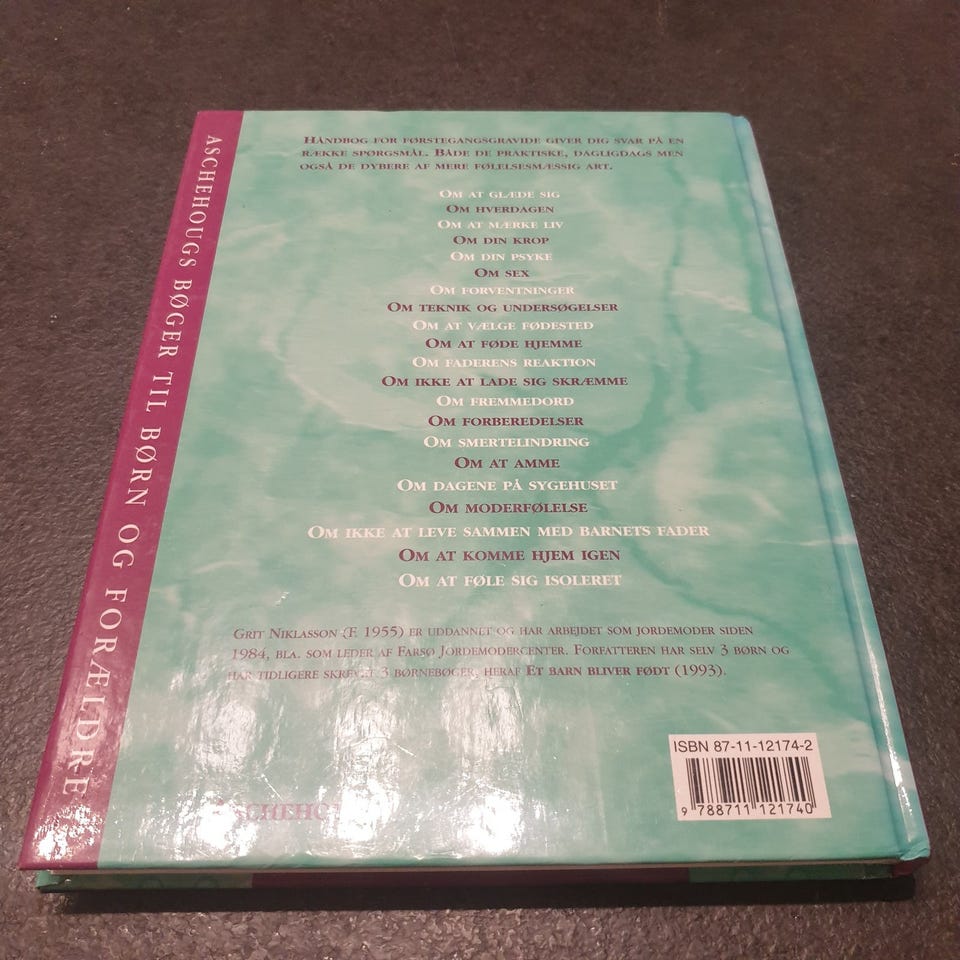 ASCHEHOUGS BØGER TIL BØRN OG FORÆLDRE
HÅNDBOG FOR FØRSTEGANGSGRAVIDE GIVER DIG SVAR PÅ EN
RÆKKE SPØRGSMÅL. BÅDE DE PRAKTISKE, DAGLIGDAGS MEN
OGSÅ DE DYBERE AF MERE FØLELSESMÆSSIG ART.
OM AT GLÆDE SIG
OM HVERDAGEN
OM AT MÆRKE LIV
OM DIN KROP
OM DIN PSYKE
OM SEX
OM FORVENTNINGER
OM TEKNIK OG UNDERSØGELSER
OM AT VÆLGE FØDESTED
OM AT FØDE HJEMME
OM FADERENS REAKTION
OM IKKE AT LADE SIG SKRÆMME
OM FREMMEDORD
OM FORBEREDELSER
OM SMERTELINDRING
OM AT AMME
OM DAGENE PÅ SYGEHUSET
OM MODERFØLELSE
OM IKKE AT LEVE SAMMEN MED BARNETS FADER
OM AT KOMME HJEM IGEN
OM AT FØLE SIG ISOLERET
GRIT NIKLASSON (F. 1955) ER UDDANNET OG HAR ARBEJDET SOM JORDEMODER SIDEN
1984, BLA. SOM LEDER AF FARSØ JORDEMODERCENTER. FORFATTEREN HAR SELV 3 BØRN OG
HAR TIDLIGERE SKREVET 3 BØRNEBØGER, HERAF ET BARN BLIVER FØDT (1993).
ISBN 87-11-12174-2
9 788711 121740